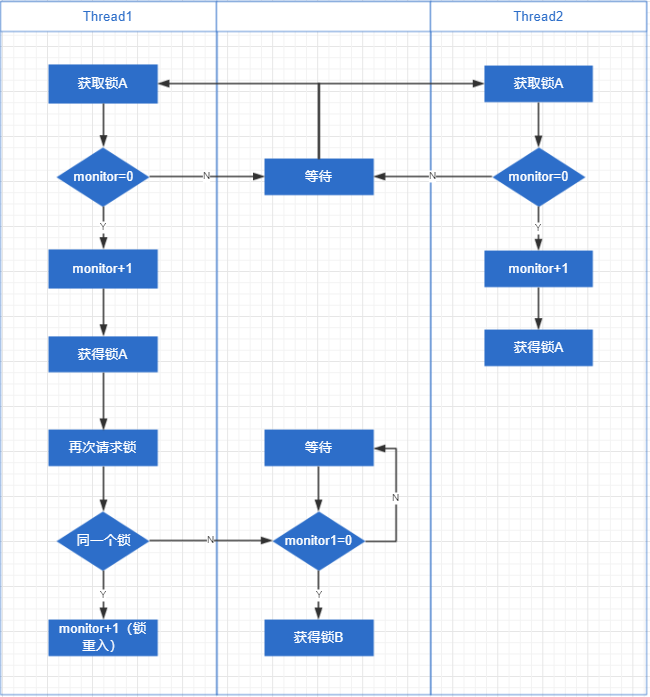 Thread1
Thread2
获取锁A
获取锁A
monitor=0
N
等待
N
monitor=0
Y
Y
monitor+1
monitor+1
获得锁A
获得锁A
再次请求锁
等待
N
同一个锁
N
monitor1=0
Y
Y
monitor+1（锁
重入）
获得锁B